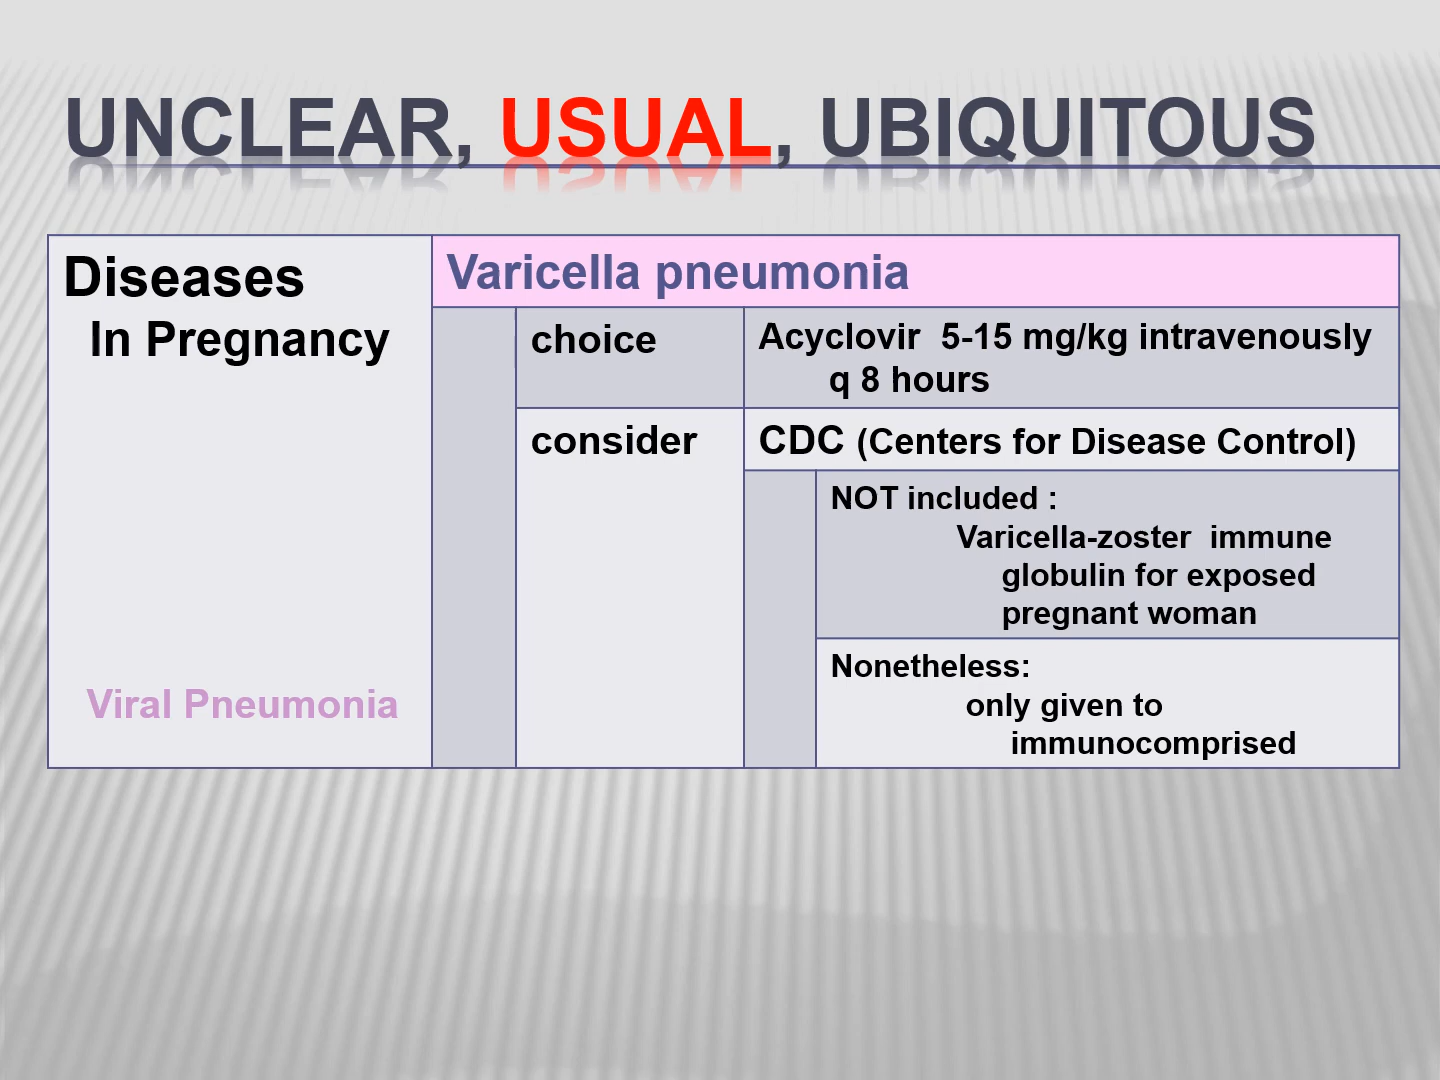 UNCLEAR, USUAL, UBIQUITOUS
Diseases
In Pregnancy
Viral Pneumonia
Varicella pneumonia
choice
Acyclovir 5-15 mg/kg intravenously
q 8 hours
consider
CDC (Centers for Disease Control)
NOT included :
Varicella-zoster immune
globulin for exposed
pregnant woman
Nonetheless:
only given to
immunocomprised